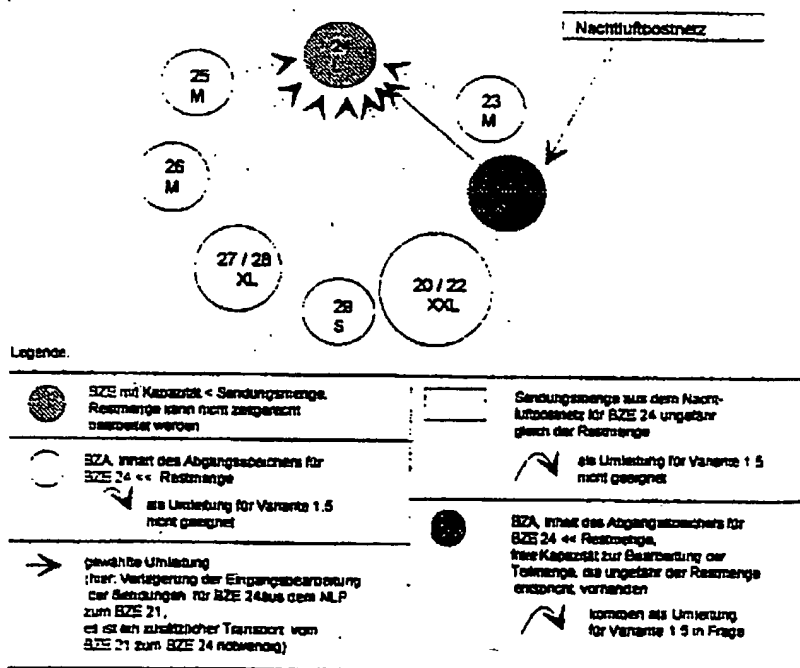 Nachtluftpostnetz
24
L
25
M
23
M
26
M
27 / 28
XL
29
S
20 / 22
XXL
Legende.
BZE mit Kapazität < Sendungsmenge,
Restmenge kann nicht zeitgerecht
bearbeitet werden
Sendungsmenge aus dem Nacht-
luftpostnetz für BZE 24 ungefähr
gleich der Restmenge
als Umleitung für Variante 1.5
nicht geeignet
BZA, Inhalt des Abgangsspeichers für
BZE 24 << Restmenge
als Umleitung für Variante 1.5
nicht geeignet
BZA, Inhalt des Abgangsspeichers für
BZE 24 << Restmenge,
freie Kapazität zur Bearbeitung der
Teilmenge, die ungefähr der Restmenge
entspricht, vorhanden
kommen als Umleitung
für Variante 1.5 in Frage
gewählte Umleitung
(hier: Verlagerung der Eingangsbearbeitung
der Sendungen für BZE 24 aus dem NLP
zum BZE 21,
es ist ein zusätzlicher Transport vom
BZE 21 zum BZE 24 notwendig)